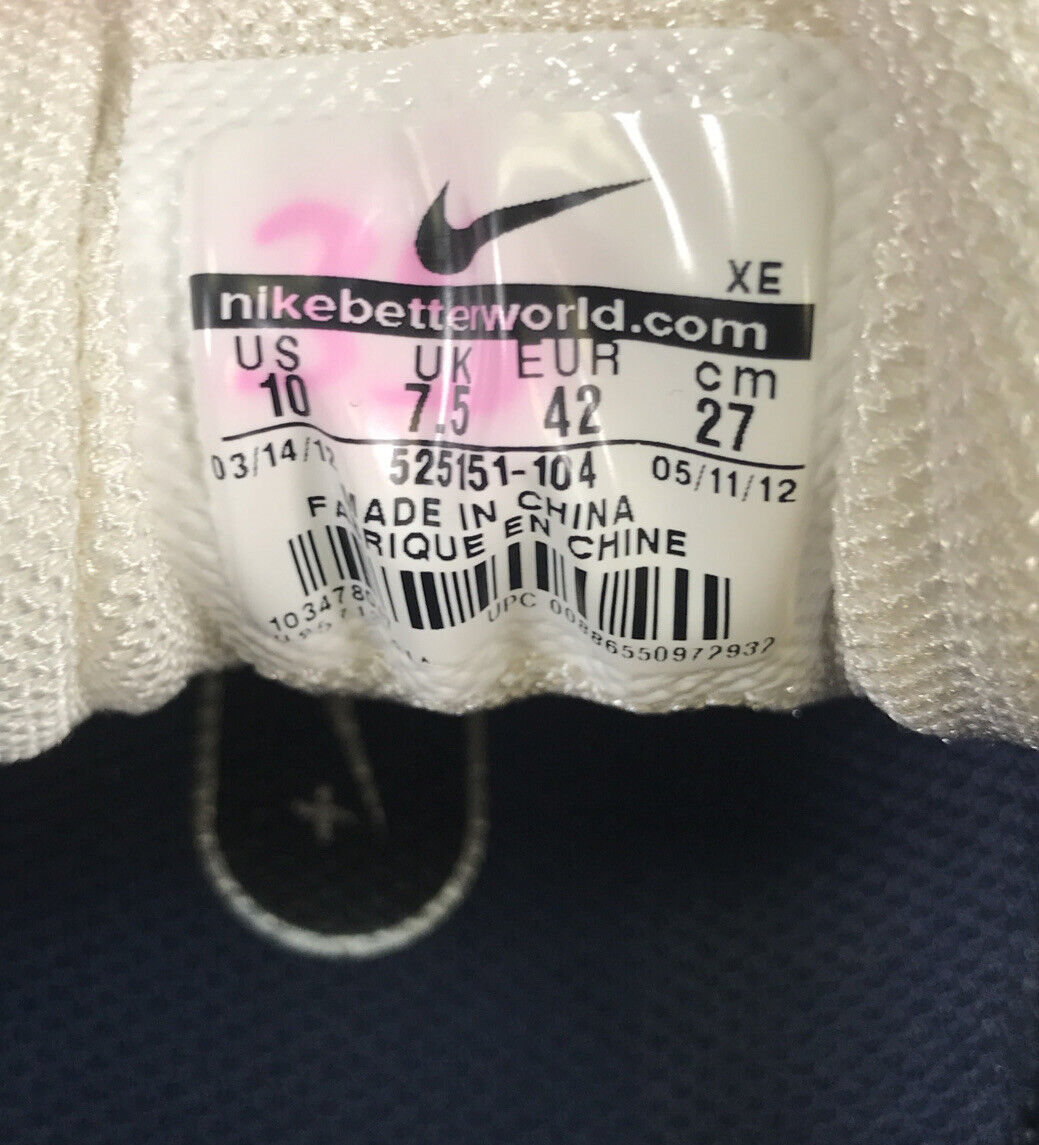 XE
nikebetterworld.com
US UK EUR cm
10 7.5 42 27
03/14/12 525151-104 05/11/12
MADE IN CHINA
FABRIQUE EN CHINE
UPC 00886550972932